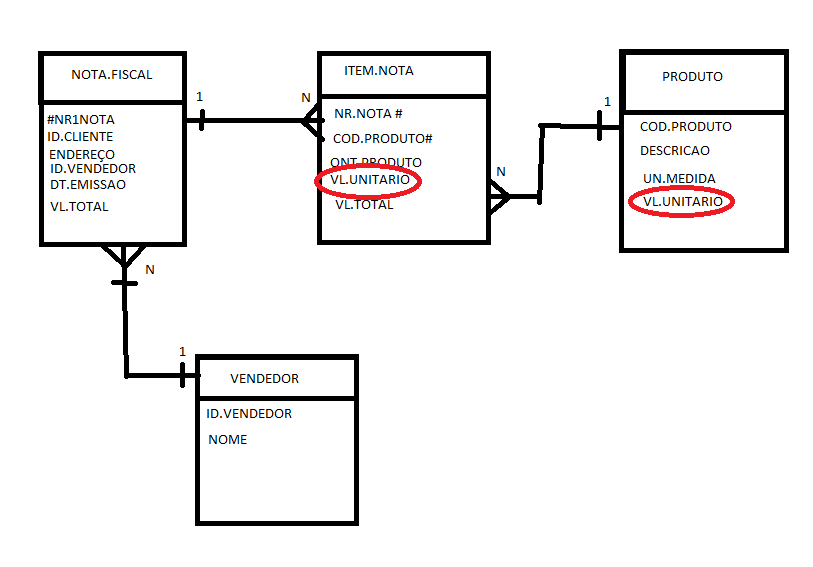 NOTA.FISCAL
#NR1NOTA
ID.CLIENTE
ENDEREÇO
ID.VENDEDOR
DT.EMISSAO
VL.TOTAL
1
N
ITEM.NOTA
NR.NOTA #
COD.PRODUTO#
QNT.PRODUTO
VL.UNITARIO
VL.TOTAL
N
1
PRODUTO
COD.PRODUTO
DESCRICAO
UN.MEDIDA
VL.UNITARIO
N
1
VENDEDOR
ID.VENDEDOR
NOME